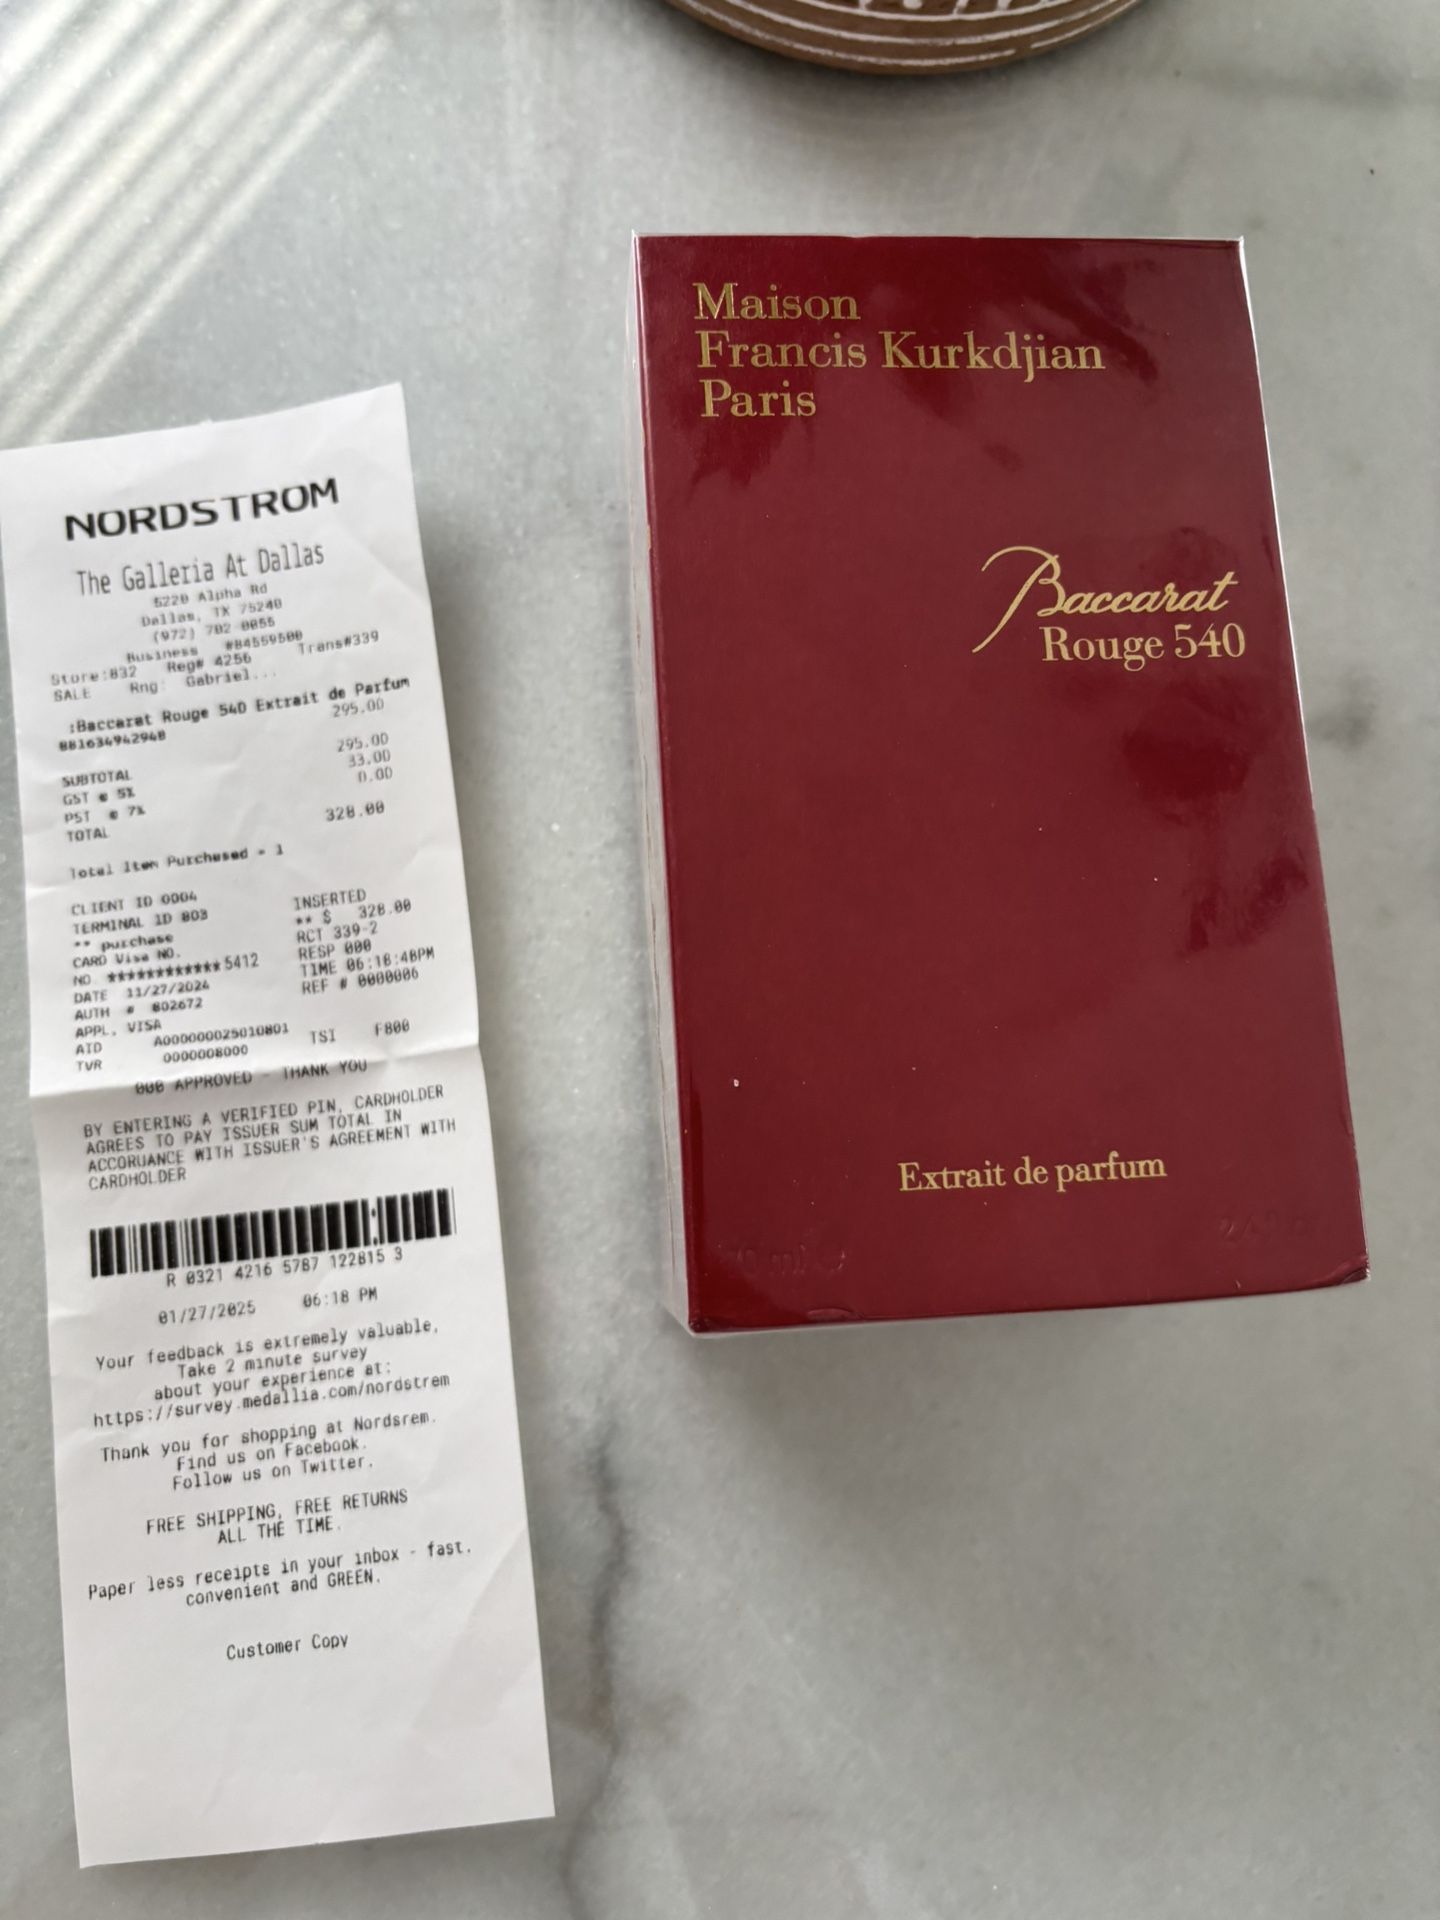 NORDSTROM
The Galleria At Dallas
5220 Alpha Rd
Dallas, TX 75240
(972) 702 0055
Business #84559500
Store:832 Reg# 4256 Trans#339
SALE Rng: Gabriel...
:Baccarat Rouge 540 Extrait de Parfum
881634942948 295.00
SUBTOTAL 295.00
GST @ 5% 33.00
PST @ 7% 0.00
TOTAL 328.00
Total Item Purchased - 1
CLIENT ID 0004 INSERTED
TERMINAL ID 803 ** $ 328.00
** purchase RCT 339-2
CARD Visa NO. RESP 000
NO ************5412 TIME 06:18:48PM
DATE 11/27/2024 REF # 0000006
AUTH # 802672
APPL. VISA
AID A000000025010801 TSI F800
TVR 0000008000
000 APPROVED - THANK YOU
BY ENTERING A VERIFIED PIN, CARDHOLDER
AGREES TO PAY ISSUER SUM TOTAL IN
ACCORUANCE WITH ISSUER'S AGREEMENT WITH
CARDHOLDER
R 0321 4216 5787 122815 3
01/27/2025 06:18 PM
Your feedback is extremely valuable,
Take 2 minute survey
about your experience at:
https://survey.medallia.com/nordstrem
Thank you for shopping at Nordsrem.
Find us on Facebook.
Follow us on Twitter.
FREE SHIPPING, FREE RETURNS
ALL THE TIME.
Paper less receipts in your inbox - fast.
convenient and GREEN.
Customer Copy
Maison
Francis Kurkdjian
Paris
Baccarat
Rouge 540
Extrait de parfum